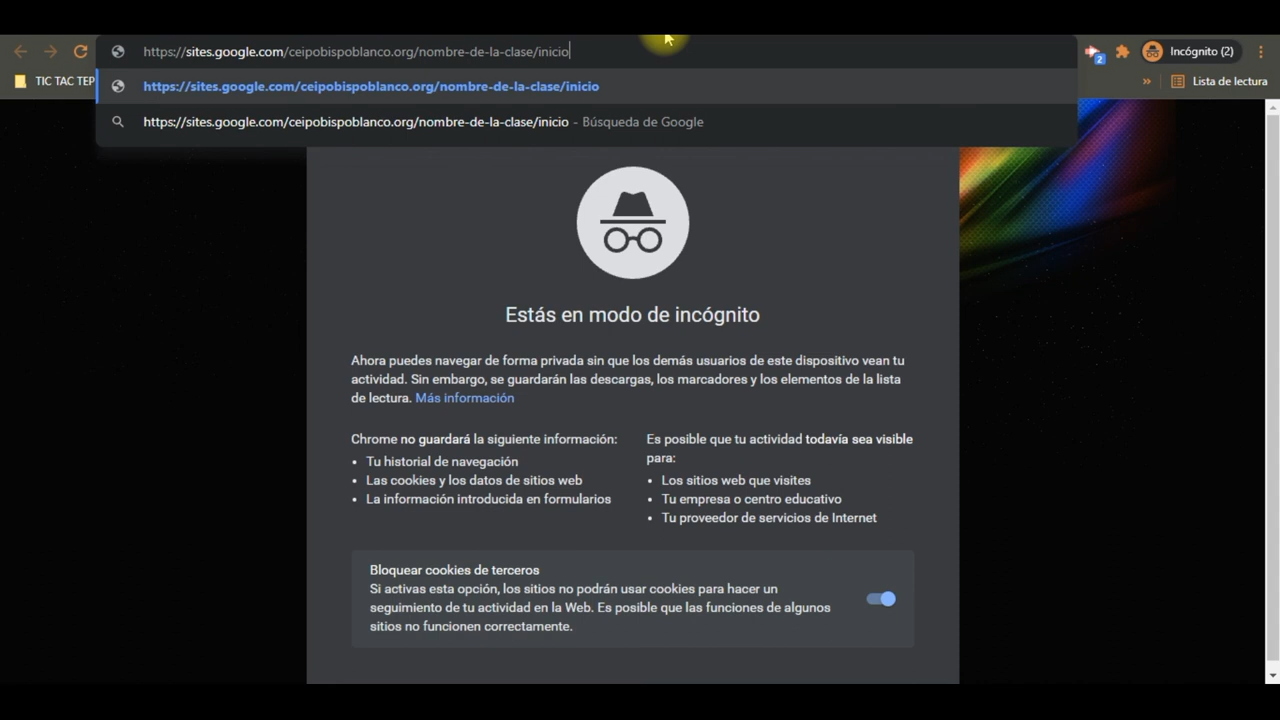 https://sites.google.com/ceipobispoblanco.org/nombre-de-la-clase/inicio
2
Incógnito (2)
TIC TAC TEP
https://sites.google.com/ceipobispoblanco.org/nombre-de-la-clase/inicio
» Lista de lectura
https://sites.google.com/ceipobispoblanco.org/nombre-de-la-clase/inicio - Búsqueda de Google
Estás en modo de incógnito
Ahora puedes navegar de forma privada sin que los demás usuarios de este dispositivo vean tu
actividad. Sin embargo, se guardarán las descargas, los marcadores y los elementos de la lista
de lectura. Más información
Chrome no guardará la siguiente información:
• Tu historial de navegación
• Las cookies y los datos de sitios web
• La información introducida en formularios
Es posible que tu actividad todavía sea visible
para:
• Los sitios web que visites
• Tu empresa o centro educativo
• Tu proveedor de servicios de Internet
Bloquear cookies de terceros
Si activas esta opción, los sitios no podrán usar cookies para hacer un
seguimiento de tu actividad en la Web. Es posible que las funciones de algunos
sitios no funcionen correctamente.